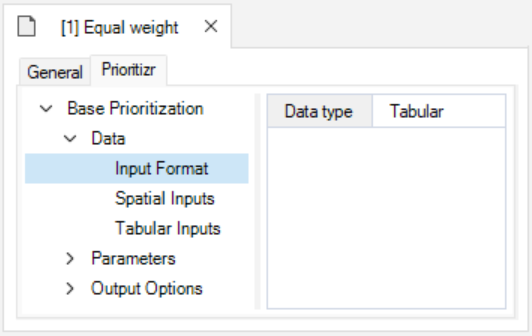 [1] Equal weight
General Prioritizr
Base Prioritization
Data type Tabular
Data
Input Format
Spatial Inputs
Tabular Inputs
Parameters
Output Options